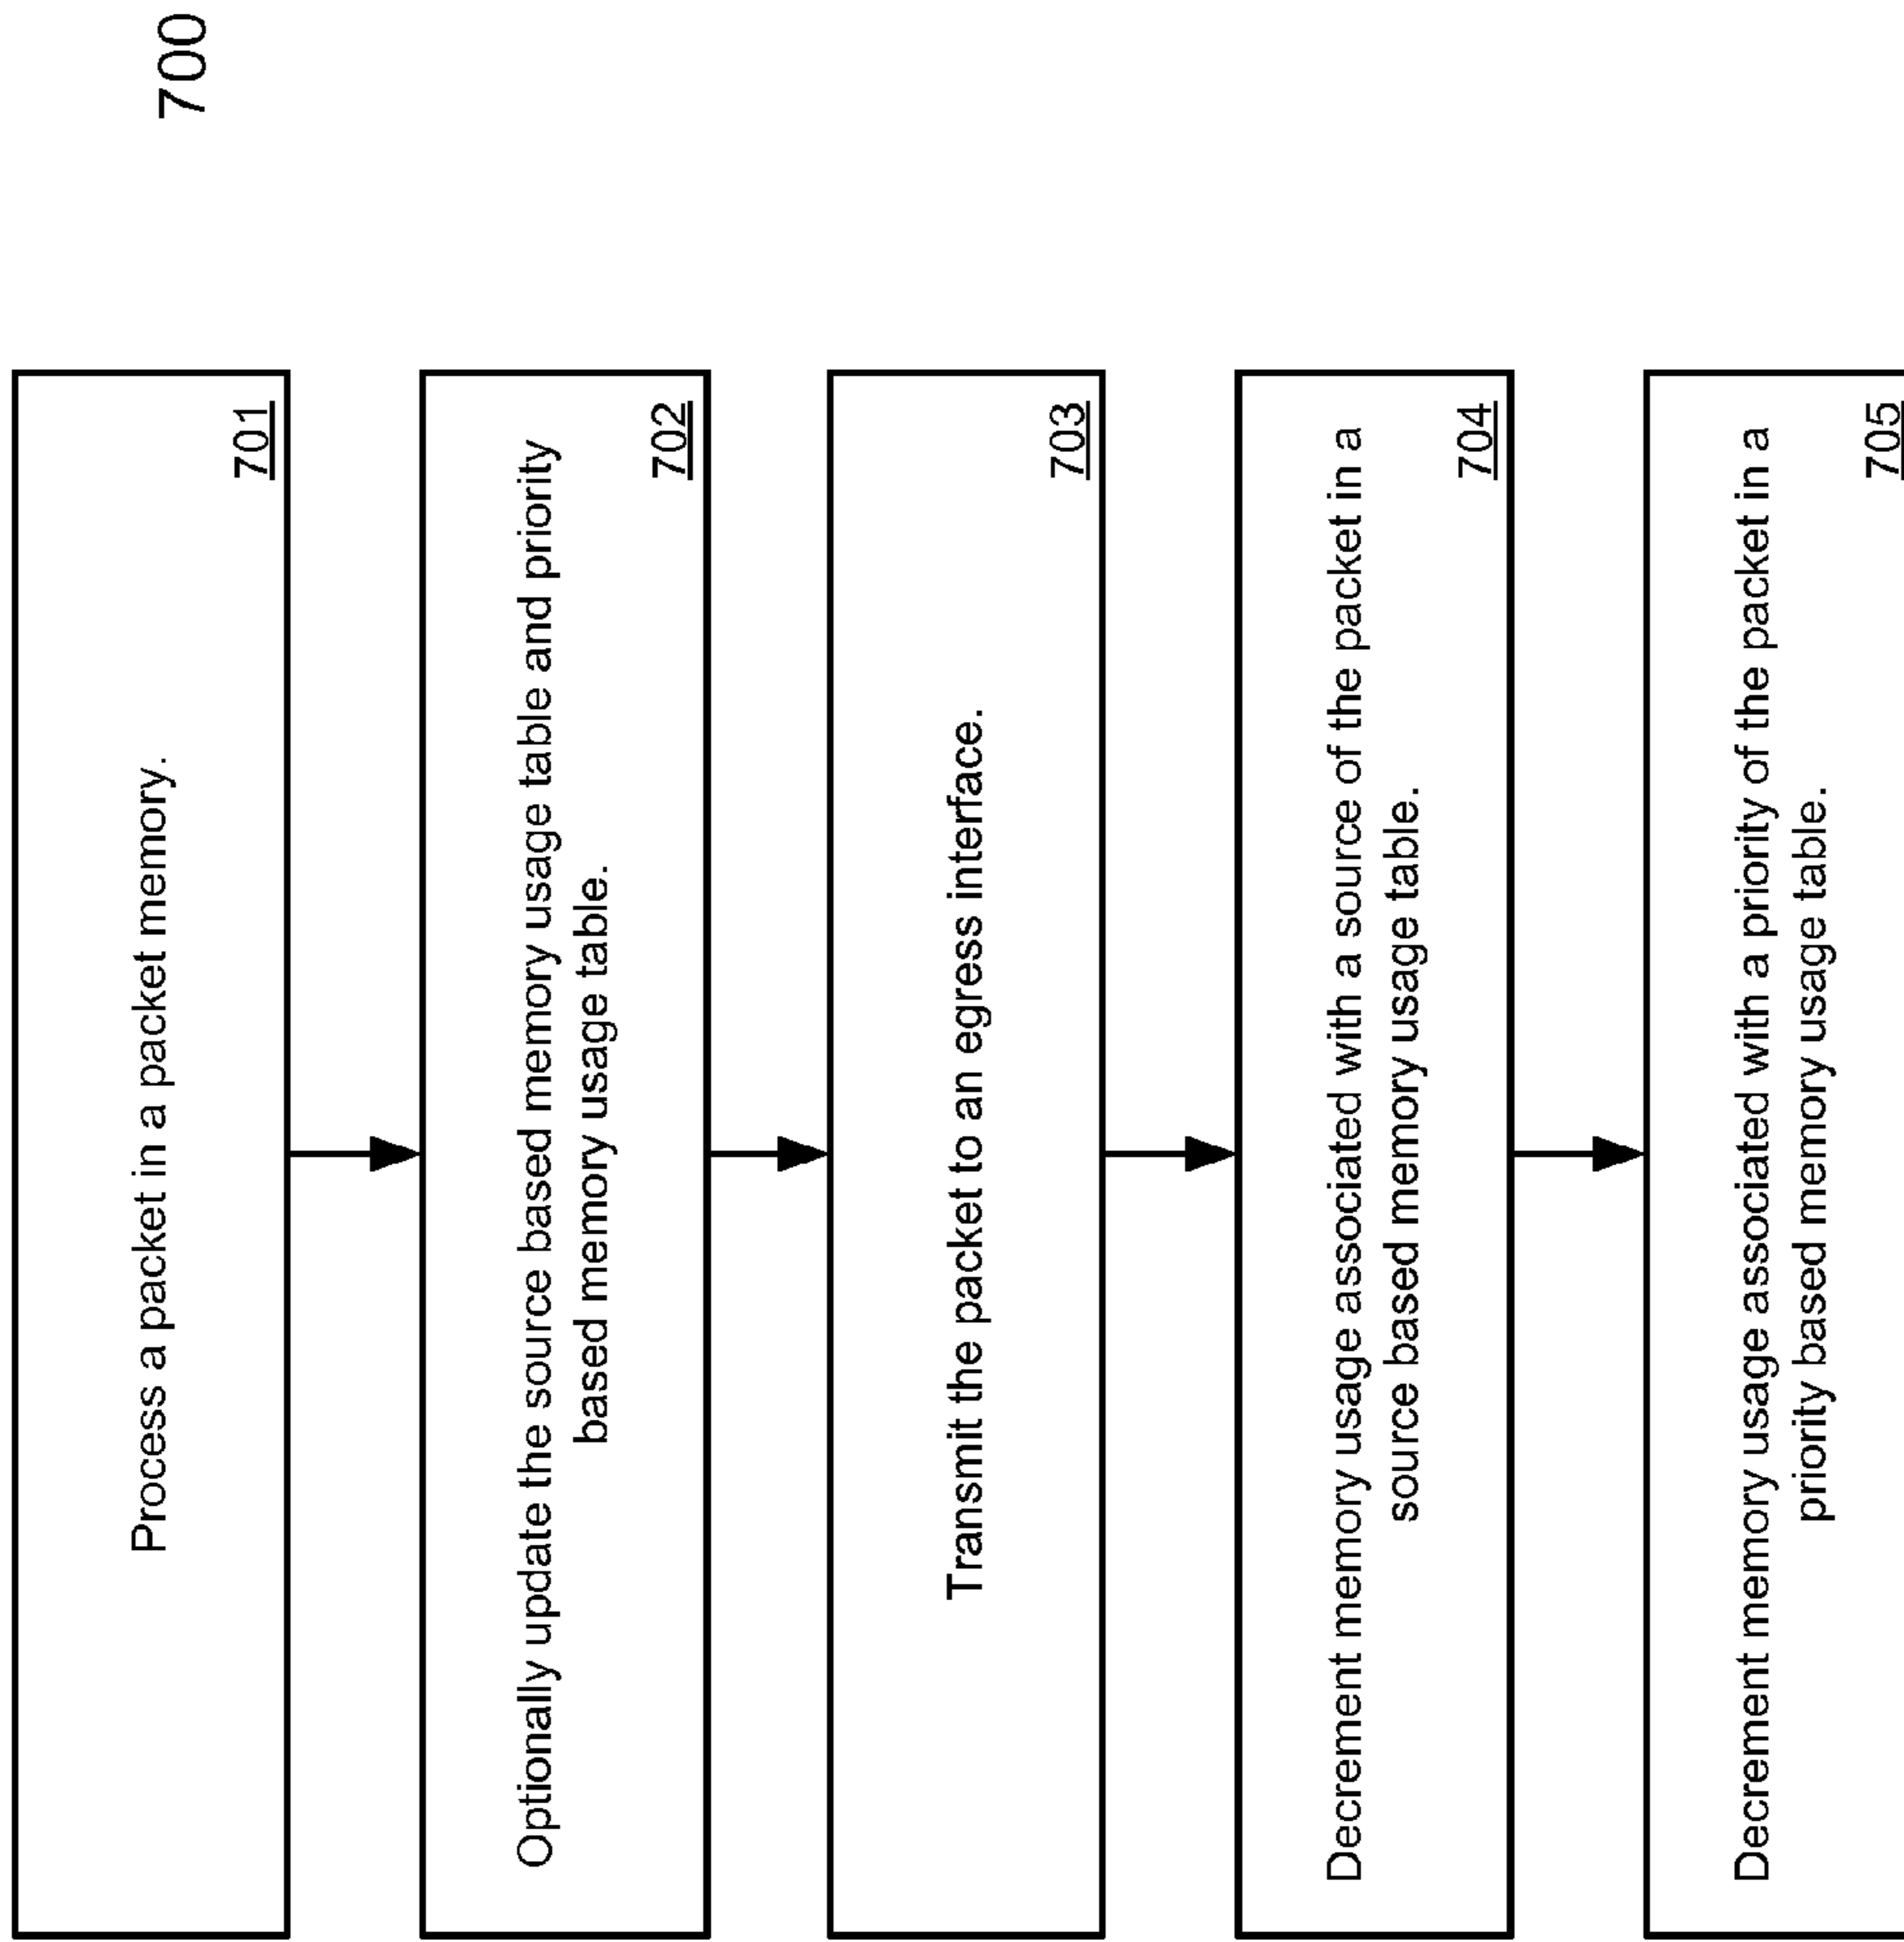 700
Process a packet in a packet memory.
701
Optionally update the source based memory usage table and priority
based memory usage table.
702
Transmit the packet to an egress interface.
703
Decrement memory usage associated with a source of the packet in a
source based memory usage table.
704
Decrement memory usage associated with a priority of the packet in a
priority based memory usage table.
705